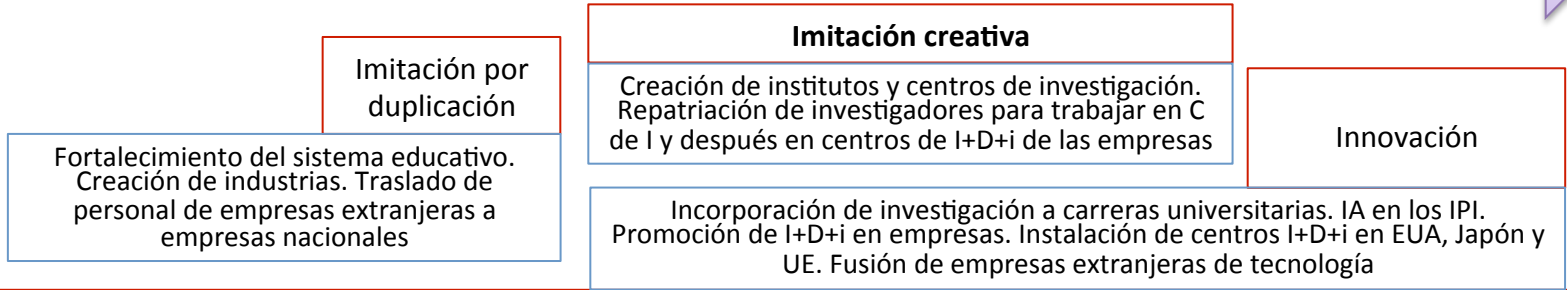 Imitación por
duplicación
Fortalecimiento del sistema educativo.
Creación de industrias. Traslado de
personal de empresas extranjeras a
empresas nacionales
Imitación creativa
Creación de institutos y centros de investigación.
Repatriación de investigadores para trabajar en C
de I y después en centros de I+D+i de las empresas
Innovación
Incorporación de investigación a carreras universitarias. IA en los IPI.
Promoción de I+D+i en empresas. Instalación de centros I+D+i en EUA, Japón y
UE. Fusión de empresas extranjeras de tecnología